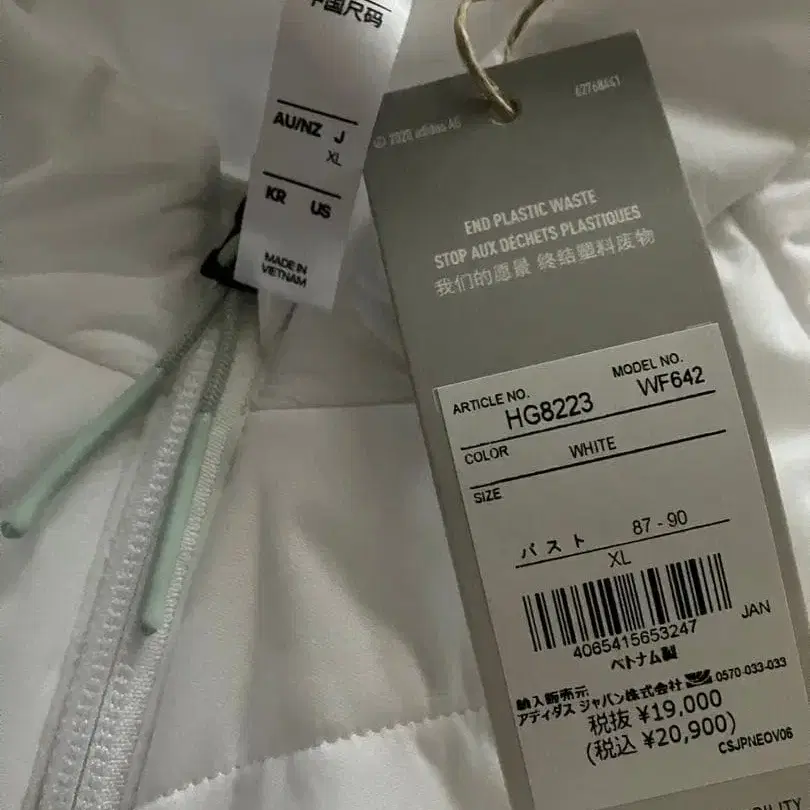 中国尺码
AU/NZ J
XL
KR US
MADE IN
VIETNAM
© 2020 adidas AG
62768441
END PLASTIC WASTE
STOP AUX DÉCHETS PLASTIQUES
我们的愿景 终结塑料废物
ARTICLE NO. MODEL NO.
HG8223 WF642
COLOR WHITE
SIZE
バスト 87 - 90
XL
JAN
4065415653247
ベトナム製
輸入販売元
アディダス ジャパン株式会社 0570-033-033
税抜 ¥19,000
(税込 ¥20,900)
CSJPNEOV06